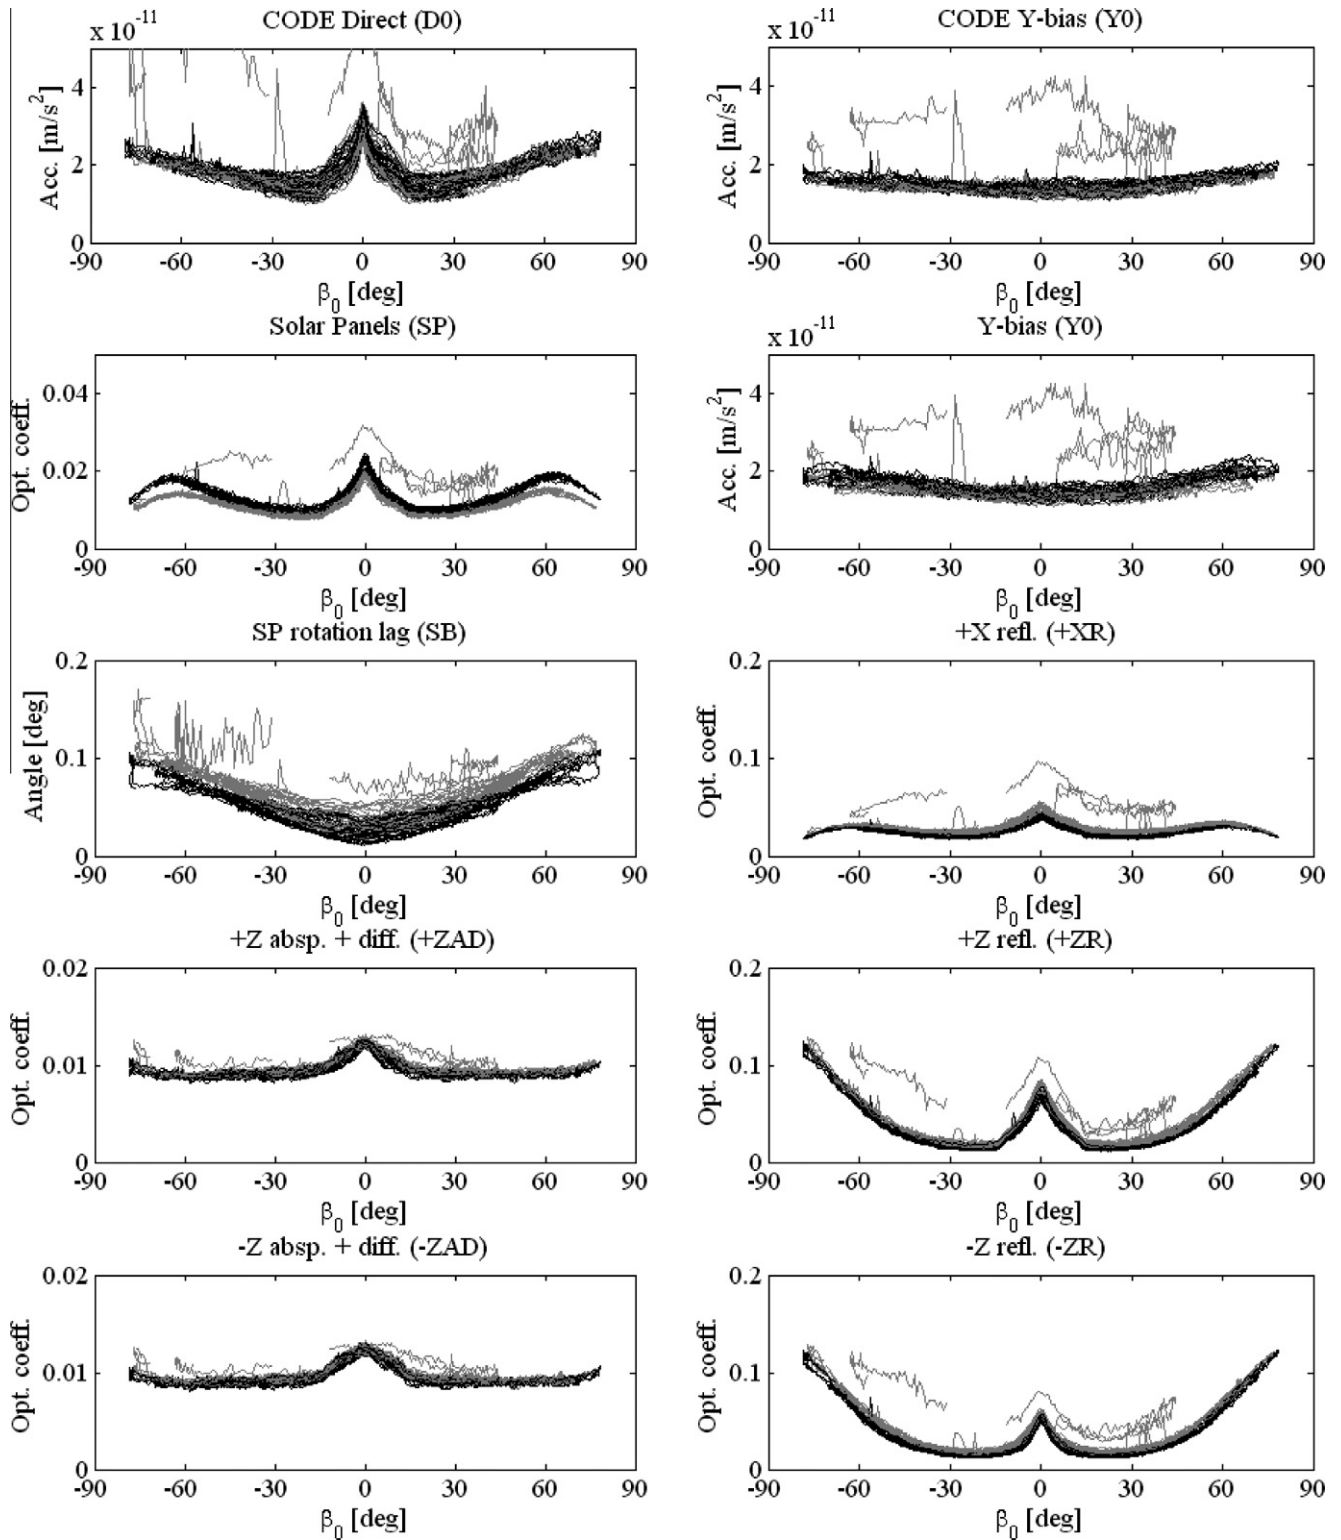 CODE Direct (D0)
x 10⁻¹¹
Acc. [m/s²]
4
2
0
-90 -60 -30 0 30 60 90
β₀ [deg]
CODE Y-bias (Y0)
x 10⁻¹¹
Acc. [m/s²]
4
2
0
-90 -60 -30 0 30 60 90
β₀ [deg]
Solar Panels (SP)
Opt. coeff.
0.04
0.02
0
-90 -60 -30 0 30 60 90
β₀ [deg]
Y-bias (Y0)
x 10⁻¹¹
Acc. [m/s²]
4
2
0
-90 -60 -30 0 30 60 90
β₀ [deg]
SP rotation lag (SB)
Angle [deg]
0.2
0.1
0
-90 -60 -30 0 30 60 90
β₀ [deg]
+X refl. (+XR)
Opt. coeff.
0.2
0.1
0
-90 -60 -30 0 30 60 90
β₀ [deg]
+Z absp. + diff. (+ZAD)
Opt. coeff.
0.02
0.01
0
-90 -60 -30 0 30 60 90
β₀ [deg]
+Z refl. (+ZR)
Opt. coeff.
0.2
0.1
0
-90 -60 -30 0 30 60 90
β₀ [deg]
-Z absp. + diff. (-ZAD)
Opt. coeff.
0.02
0.01
0
-90 -60 -30 0 30 60 90
β₀ [deg]
-Z refl. (-ZR)
Opt. coeff.
0.2
0.1
0
-90 -60 -30 0 30 60 90
β₀ [deg]